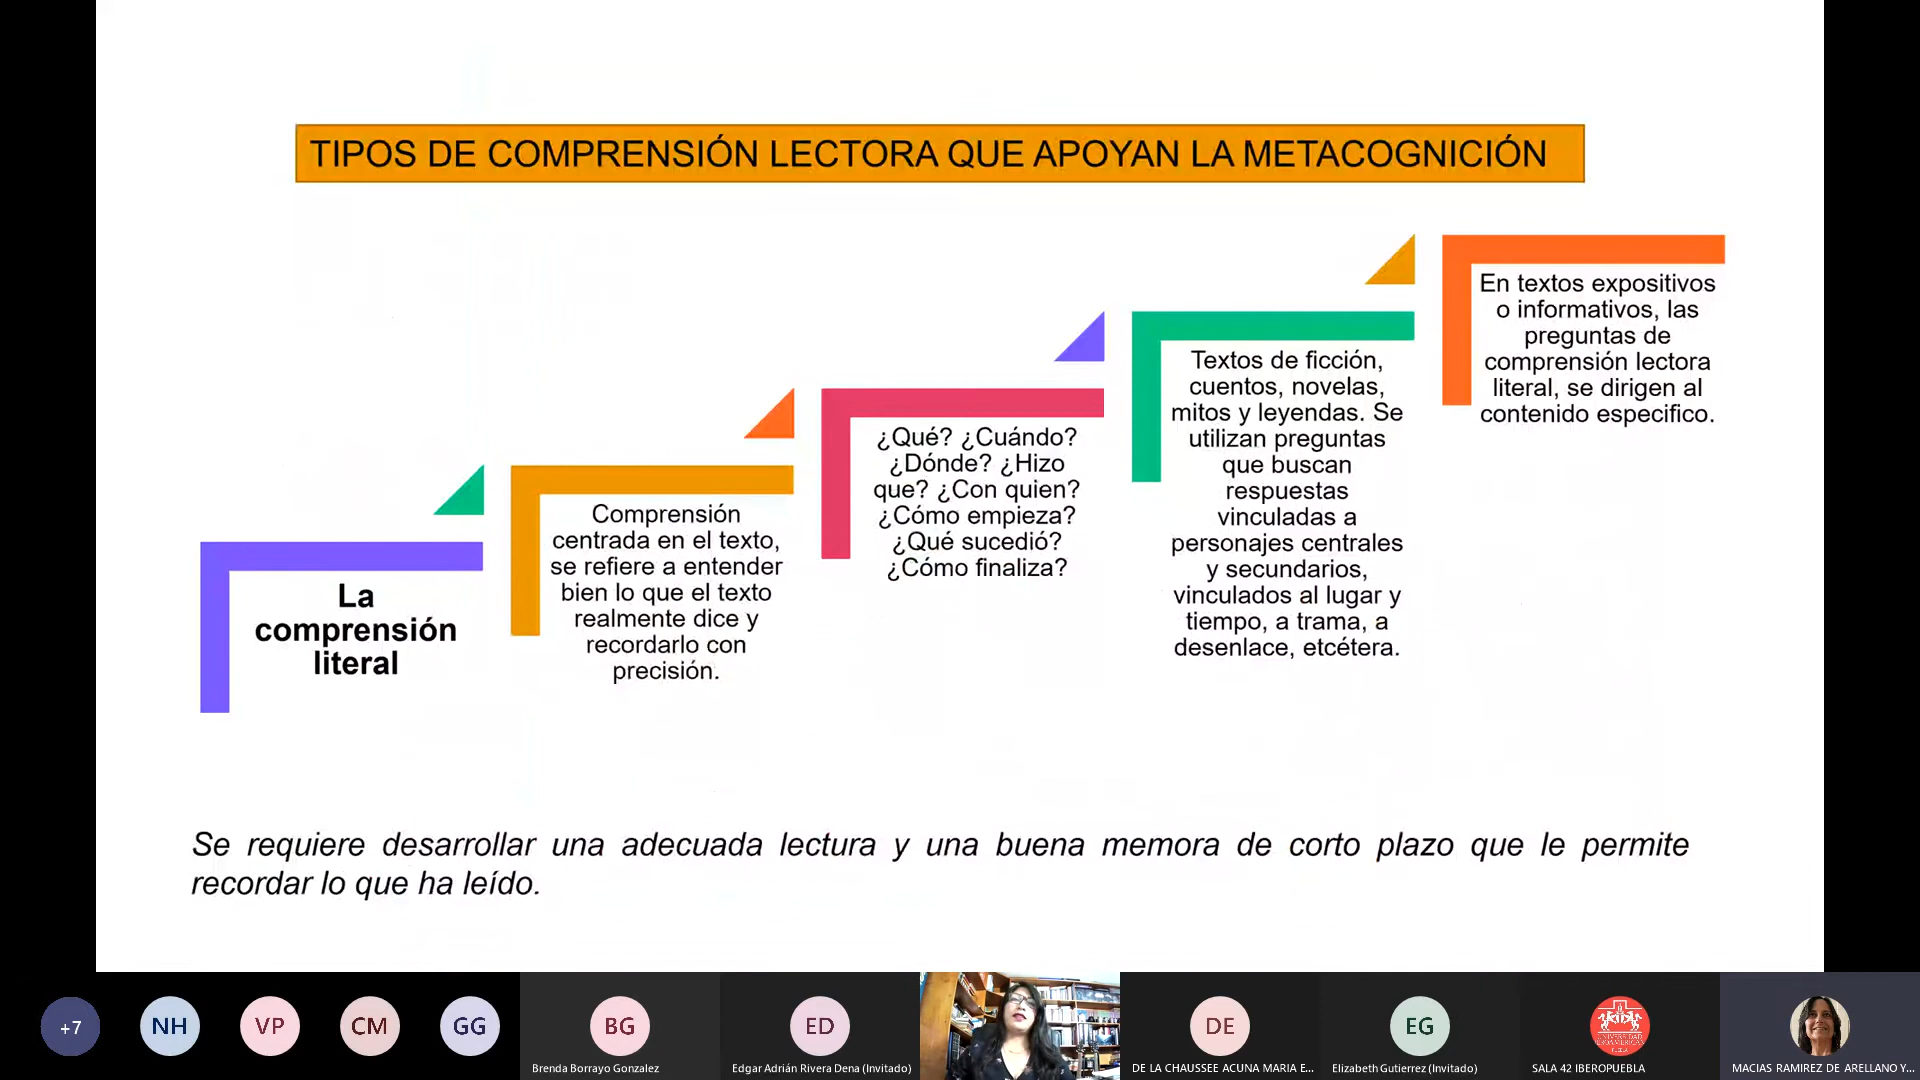 TIPOS DE COMPRENSIÓN LECTORA QUE APOYAN LA METACOGNICIÓN
La
comprensión
literal
Comprensión
centrada en el texto,
se refiere a entender
bien lo que el texto
realmente dice y
recordarlo con
precisión.
¿Qué? ¿Cuándo?
¿Dónde? ¿Hizo
que? ¿Con quien?
¿Cómo empieza?
¿Qué sucedió?
¿Cómo finaliza?
Textos de ficción,
cuentos, novelas,
mitos y leyendas. Se
utilizan preguntas
que buscan
respuestas
vinculadas a
personajes centrales
y secundarios,
vinculados al lugar y
tiempo, a trama, a
desenlace, etcétera.
En textos expositivos
o informativos, las
preguntas de
comprensión lectora
literal, se dirigen al
contenido especifico.
Se requiere desarrollar una adecuada lectura y una buena memora de corto plazo que le permite
recordar lo que ha leído.
+7
NH
VP
CM
GG
BG
Brenda Borrayo Gonzalez
ED
Edgar Adrián Rivera Dena (Invitado)
DE
DE LA CHAUSSEE ACUNA MARIA E...
EG
Elizabeth Gutierrez (Invitado)
SALA 42 IBEROPUEBLA
MACIAS RAMIREZ DE ARELLANO Y...